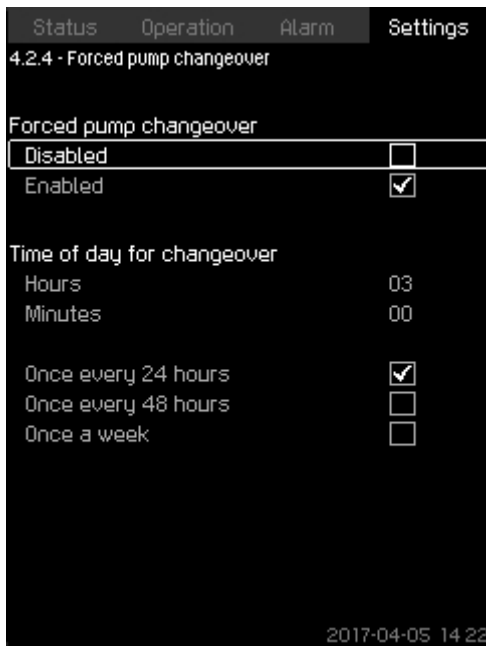 Status Operation Alarm Settings
4.2.4 - Forced pump changeover
Forced pump changeover
Disabled
Enabled
Time of day for changeover
Hours 03
Minutes 00
Once every 24 hours
Once every 48 hours
Once a week
2017-04-05 14:22